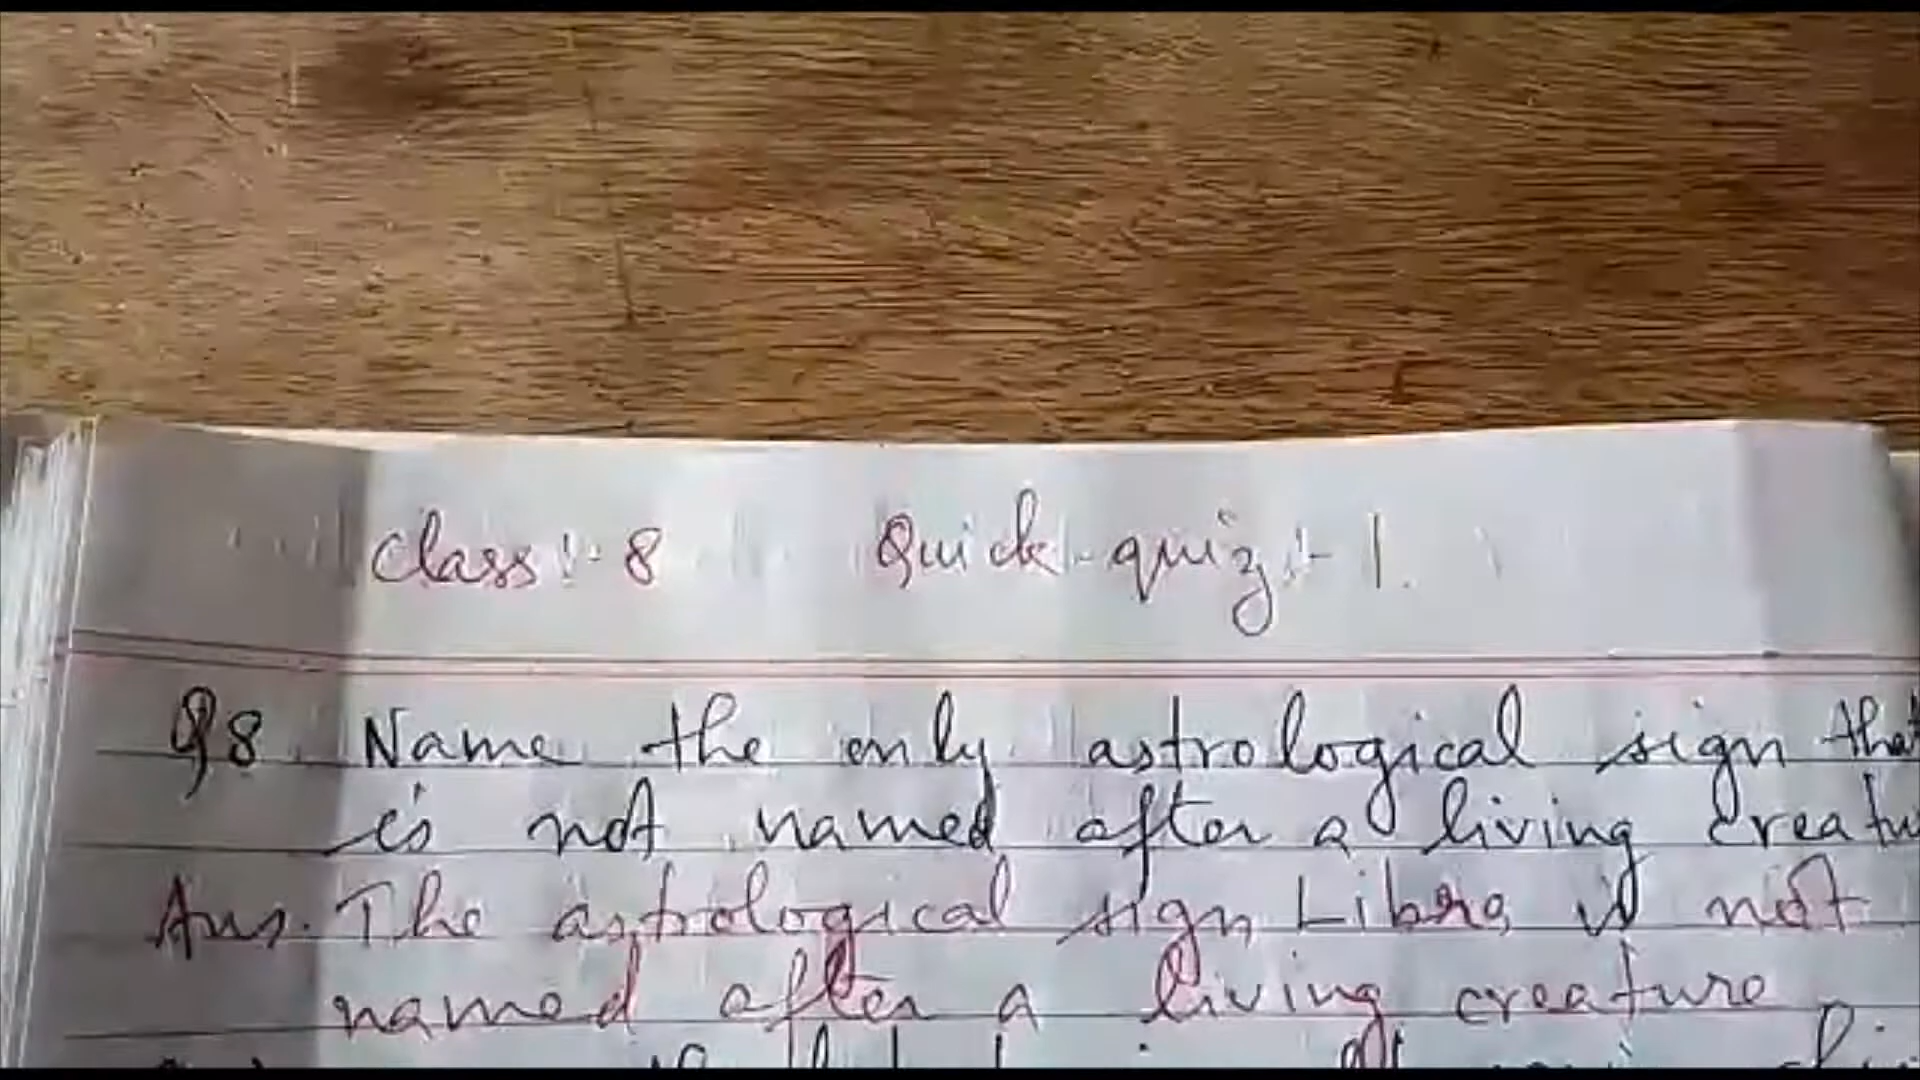 Class :- 8 Quick-quiz :- 1.
Q8. Name the only astrological sign that
is not named after a living creatu
Ans. The astrological sign Libra is not
named after a living creature